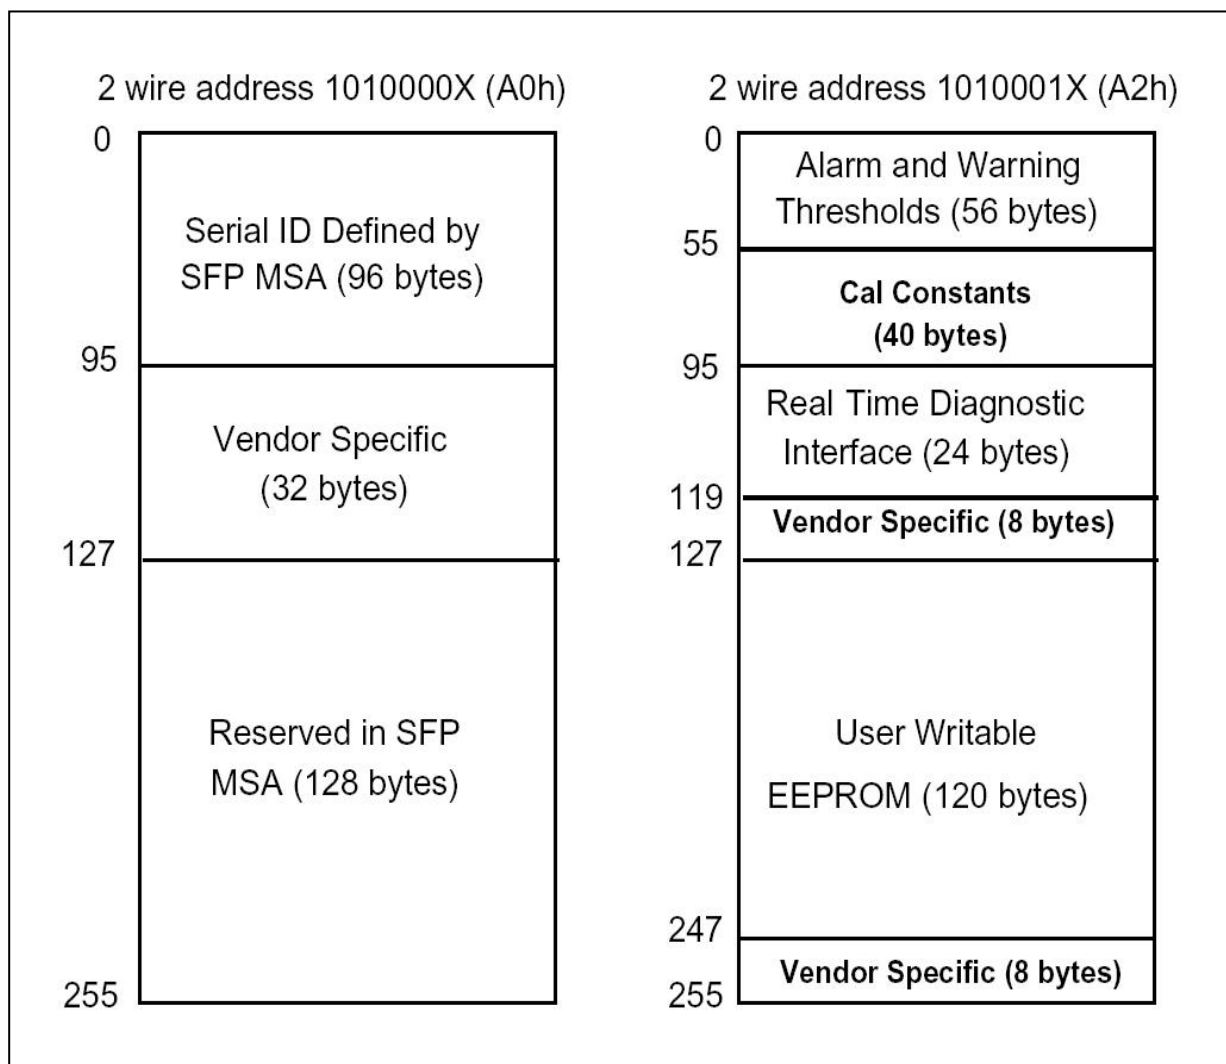 2 wire address 1010000X (A0h)
0
Serial ID Defined by
SFP MSA (96 bytes)
95
Vendor Specific
(32 bytes)
127
Reserved in SFP
MSA (128 bytes)
255
2 wire address 1010001X (A2h)
0
Alarm and Warning
Thresholds (56 bytes)
55
Cal Constants
(40 bytes)
95
Real Time Diagnostic
Interface (24 bytes)
119
Vendor Specific (8 bytes)
127
User Writable
EEPROM (120 bytes)
247
Vendor Specific (8 bytes)
255